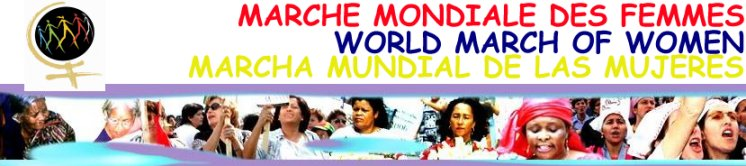 MARCHE MONDIALE DES FEMMES
WORLD MARCH OF WOMEN
MARCHA MUNDIAL DE LAS MUJERES